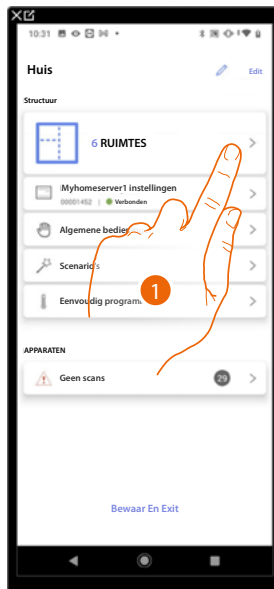 10:31
Huis
Edit
Structuur
6 RUIMTES
Myhomeserver1 instellingen
00001452 | Verbonden
Algemene bedien
Scenario's
Eenvoudig program
1
APPARATEN
Geen scans 29
Bewaar En Exit